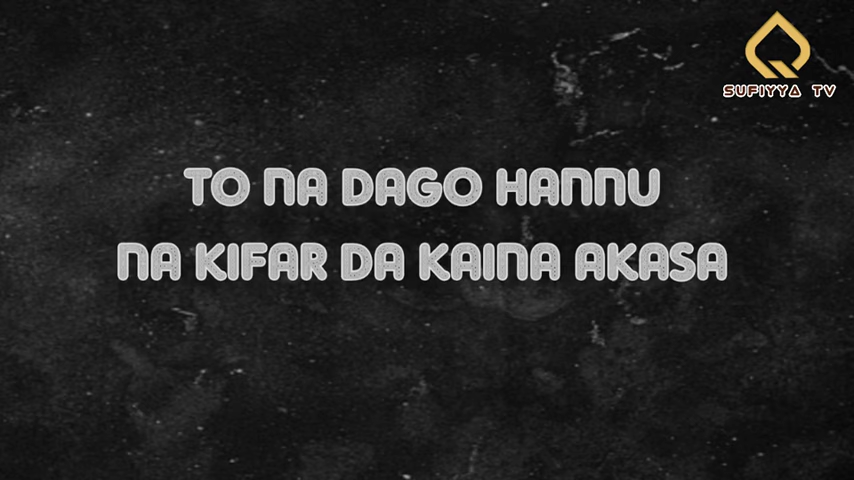 SUFIYYA TV
TO NA DAGO HANNU
NA KIFAR DA KAINA AKASA